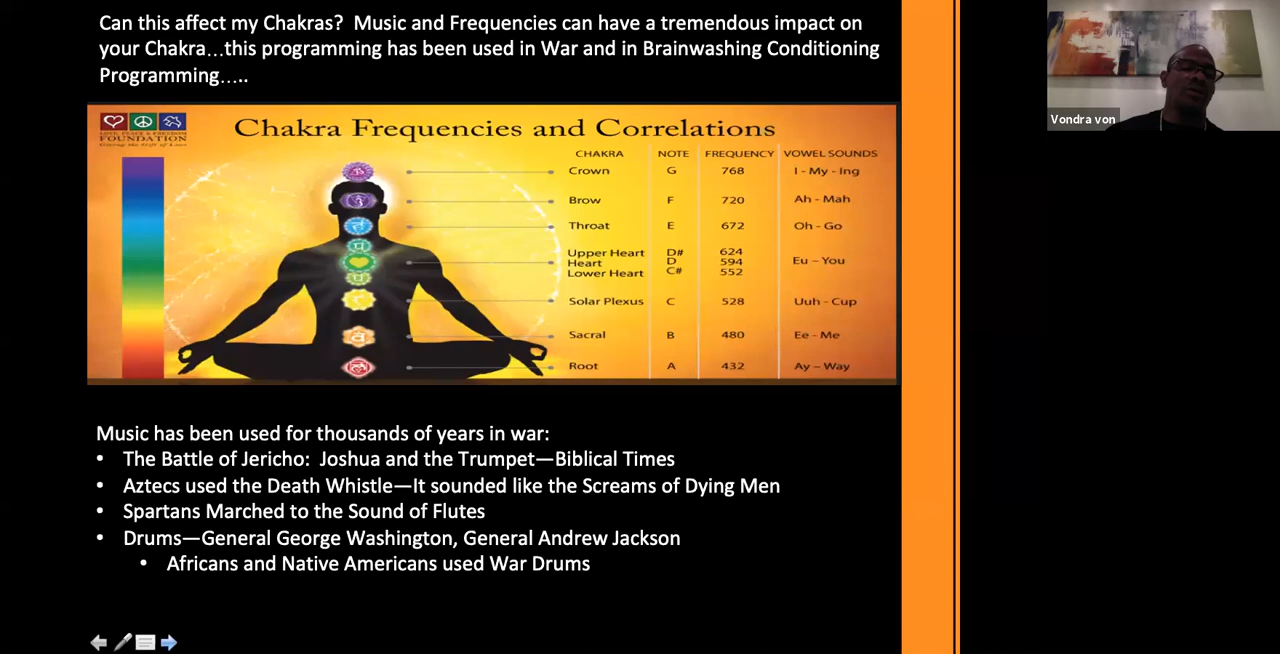 Can this affect my Chakras?  Music and Frequencies can have a tremendous impact on
your Chakra…this programming has been used in War and in Brainwashing Conditioning
Programming…..
FOUNDATION
Chakra Frequencies and Correlations
CHAKRA NOTE FREQUENCY VOWEL SOUNDS
Crown G 768 I - My - Ing
Brow F 720 Ah - Mah
Throat E 672 Oh - Go
Upper Heart D# 624
Heart D 594 Eu – You
Lower Heart C# 552
Solar Plexus C 528 Uuh - Cup
Sacral B 480 Ee - Me
Root A 432 Ay – Way
Music has been used for thousands of years in war:
• The Battle of Jericho:  Joshua and the Trumpet—Biblical Times
• Aztecs used the Death Whistle—It sounded like the Screams of Dying Men
• Spartans Marched to the Sound of Flutes
• Drums—General George Washington, General Andrew Jackson
• Africans and Native Americans used War Drums
Vondra von